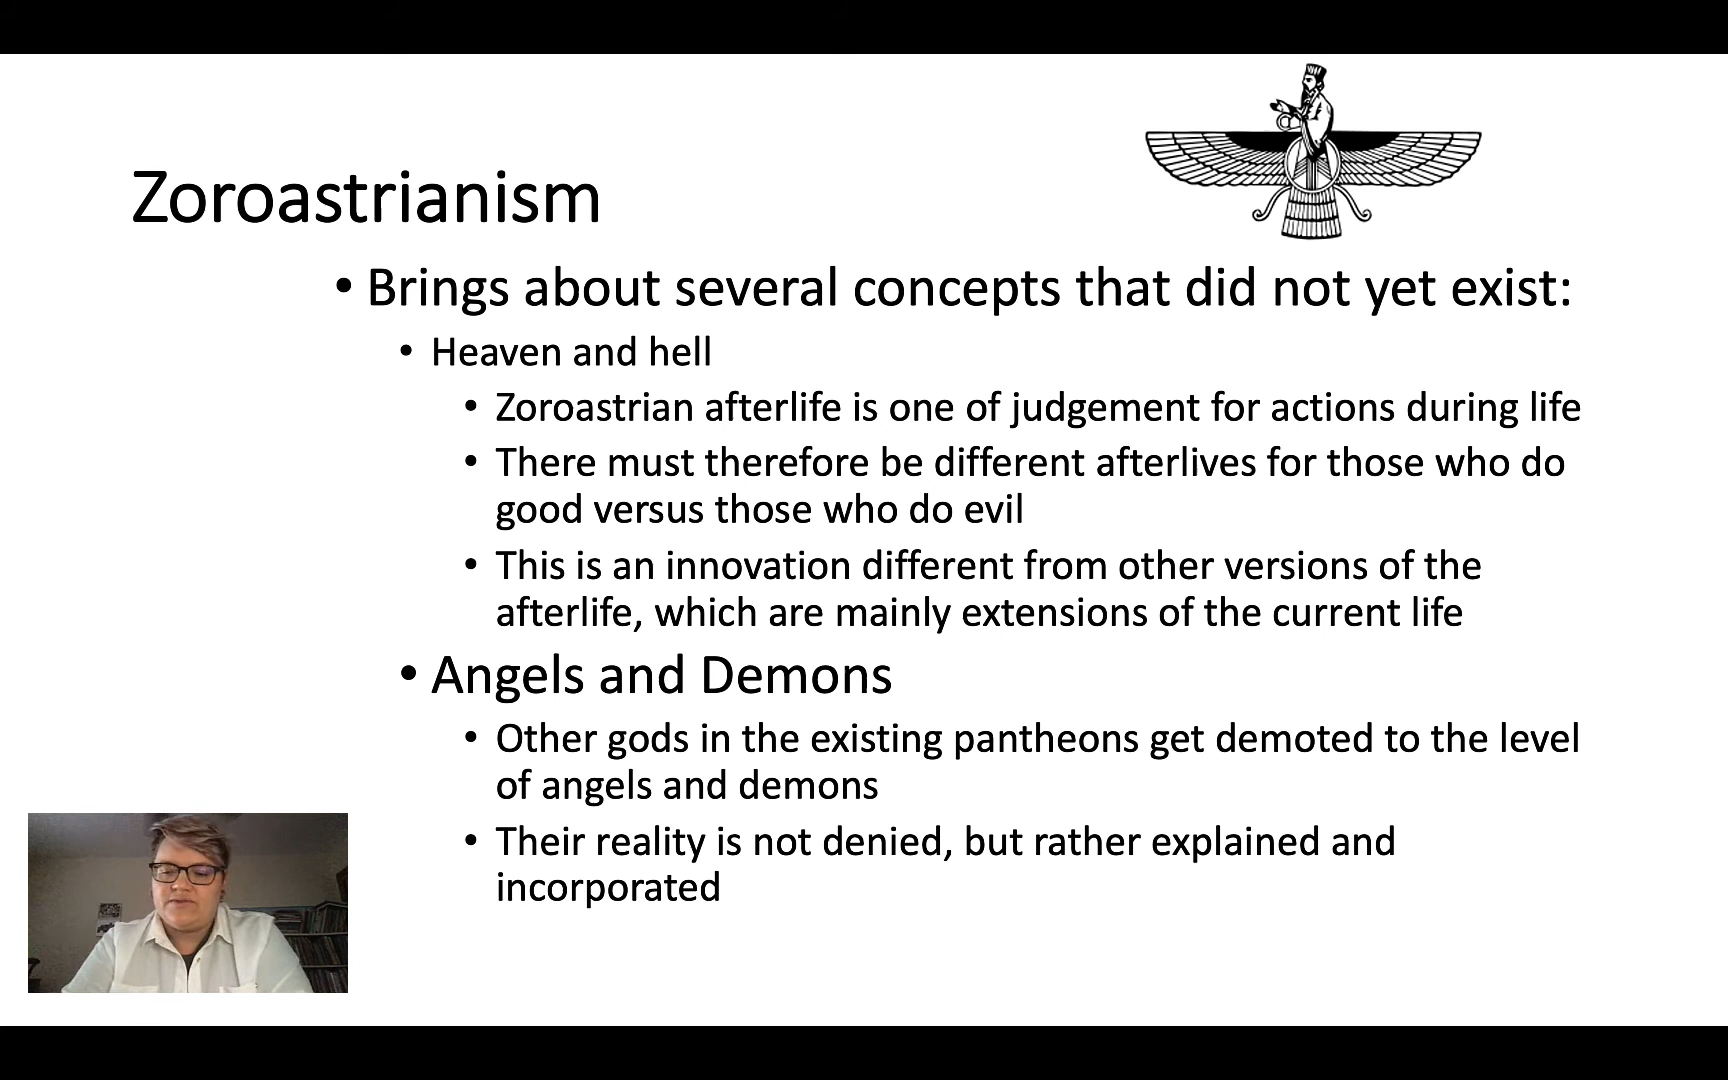 Zoroastrianism
• Brings about several concepts that did not yet exist:
• Heaven and hell
• Zoroastrian afterlife is one of judgement for actions during life
• There must therefore be different afterlives for those who do
good versus those who do evil
• This is an innovation different from other versions of the
afterlife, which are mainly extensions of the current life
• Angels and Demons
• Other gods in the existing pantheons get demoted to the level
of angels and demons
• Their reality is not denied, but rather explained and
incorporated